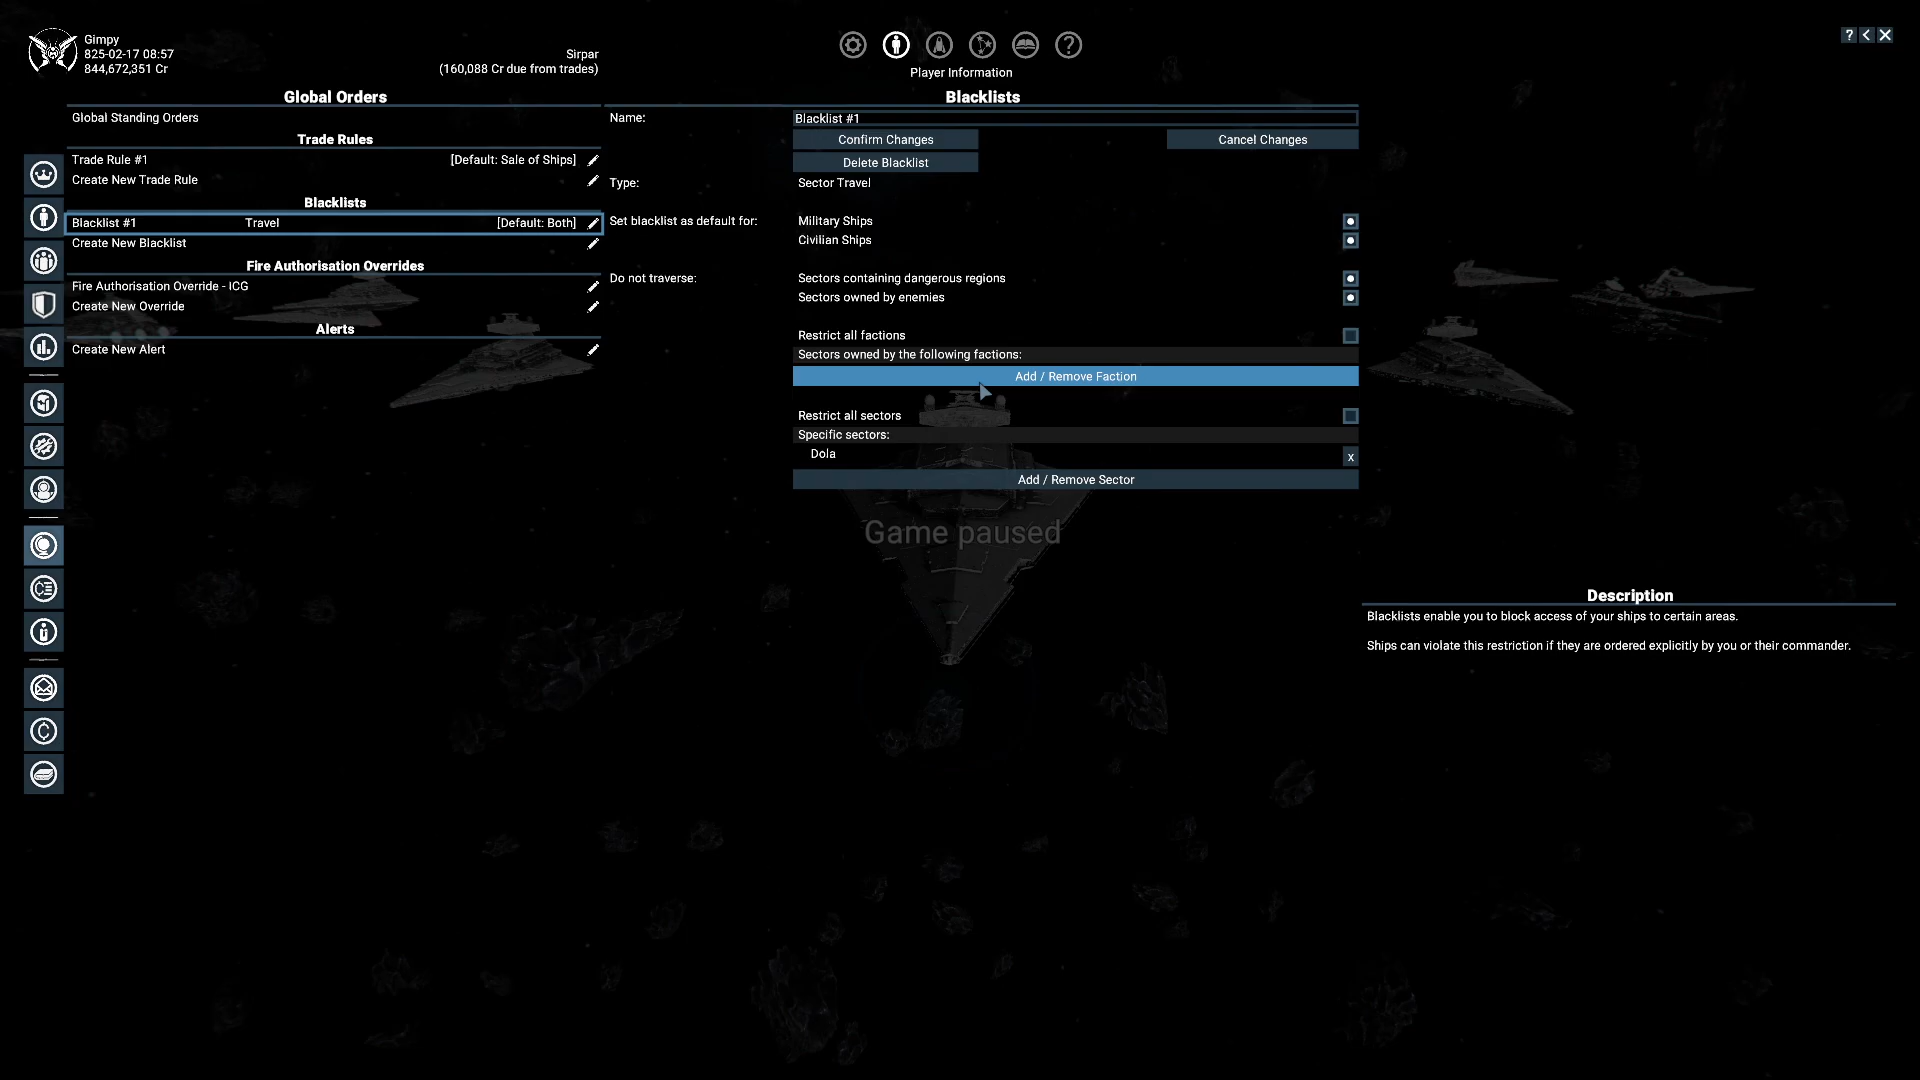 Gimpy
825-02-17 08:57
844,672,351 Cr
Sirpar
(160,088 Cr due from trades)
Player Information
? < X
Global Orders
Global Standing Orders
Trade Rules
Trade Rule #1 [Default: Sale of Ships]
Create New Trade Rule
Blacklists
Blacklist #1 Travel [Default: Both]
Create New Blacklist
Fire Authorisation Overrides
Fire Authorisation Override - ICG
Create New Override
Alerts
Create New Alert
Blacklists
Name: Blacklist #1
Confirm Changes Cancel Changes
Delete Blacklist
Type: Sector Travel
Set blacklist as default for: Military Ships
Civilian Ships
Do not traverse: Sectors containing dangerous regions
Sectors owned by enemies
Restrict all factions
Sectors owned by the following factions:
Add / Remove Faction
Restrict all sectors
Specific sectors:
Dola x
Add / Remove Sector
Game paused
Description
Blacklists enable you to block access of your ships to certain areas.
Ships can violate this restriction if they are ordered explicitly by you or their commander.